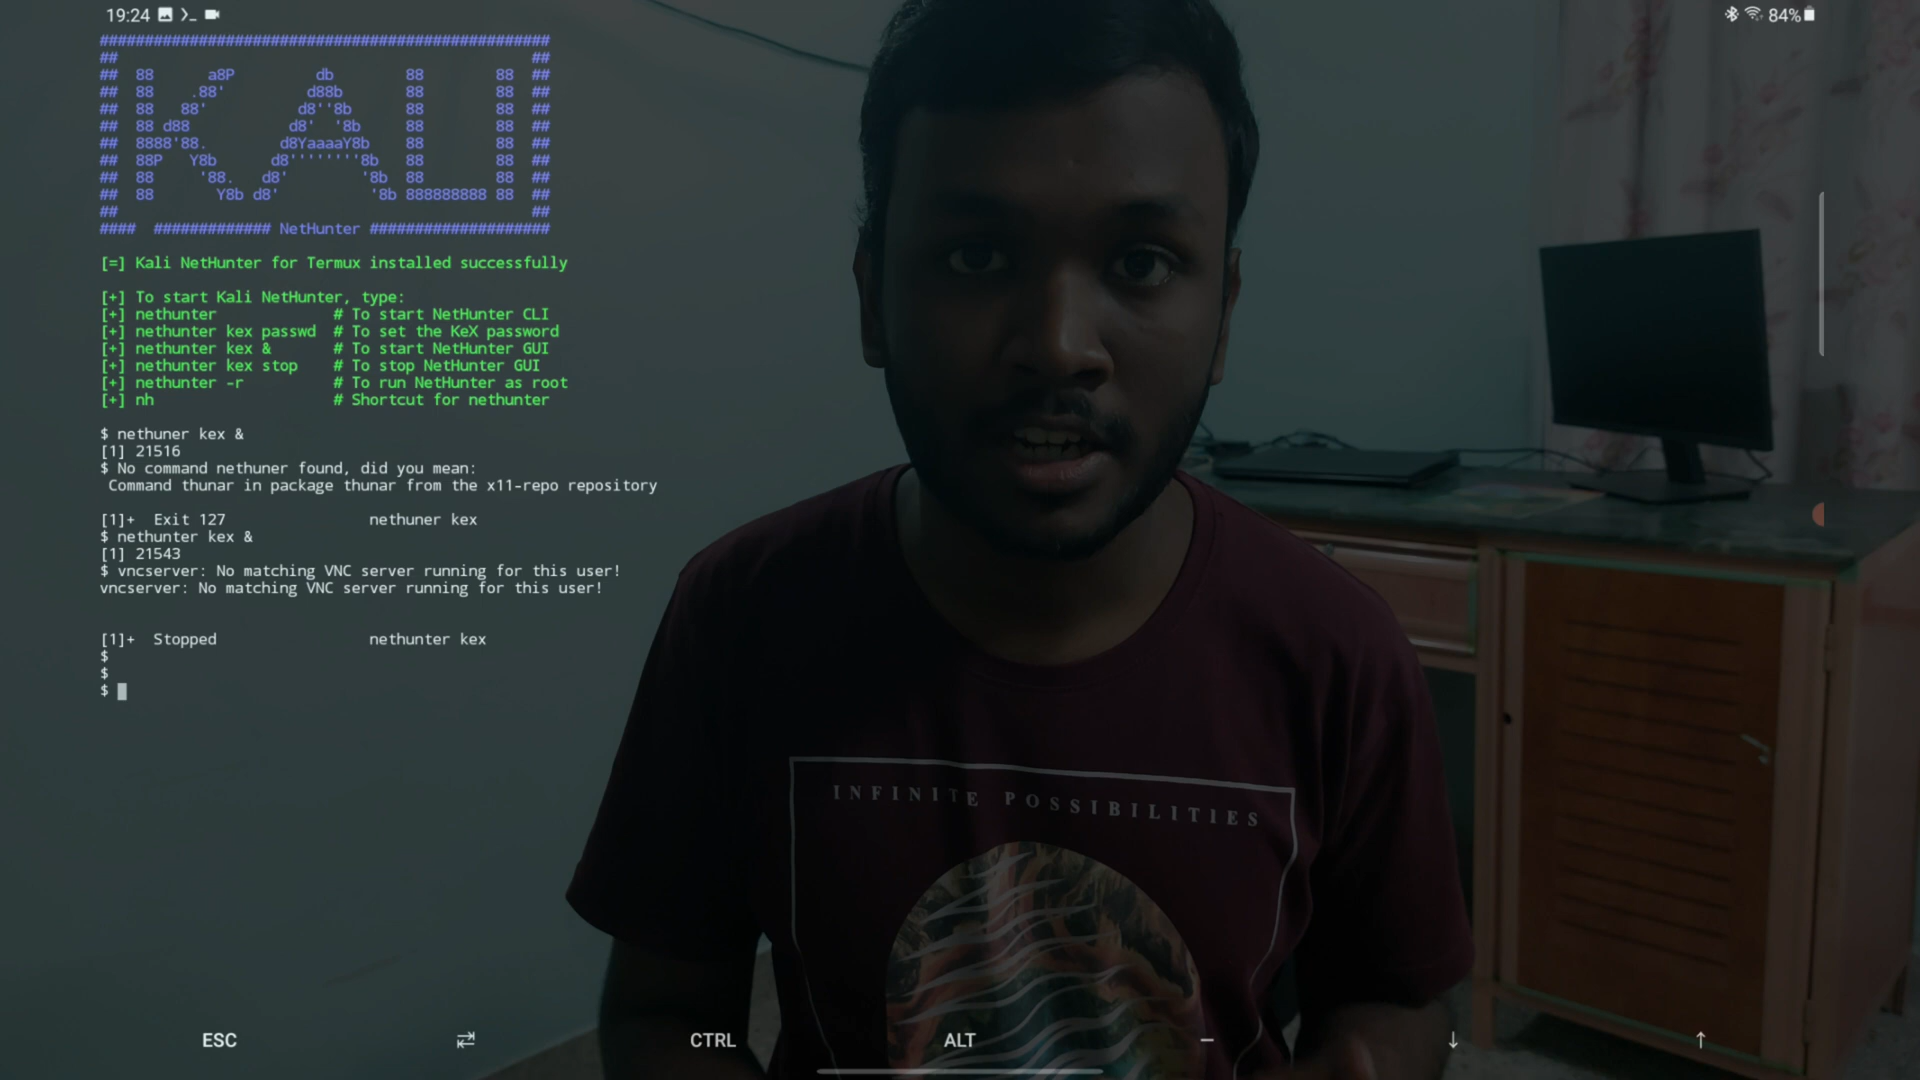 19:24
84%
##################################################
## ##
## 88 a8P db 88 88 ##
## 88 .88' d88b 88 88 ##
## 88 88' d8''8b 88 88 ##
## 88 d88 d8' '8b 88 88 ##
## 8888'88. d8YaaaaY8b 88 88 ##
## 88P Y8b d8''''''''8b 88 88 ##
## 88 '88. d8' '8b 88 88 ##
## 88 Y8b d8' '8b 888888888 88 ##
## ##
#### ############# NetHunter ####################
[=] Kali NetHunter for Termux installed successfully
[+] To start Kali NetHunter, type:
[+] nethunter # To start NetHunter CLI
[+] nethunter kex passwd # To set the KeX password
[+] nethunter kex & # To start NetHunter GUI
[+] nethunter kex stop # To stop NetHunter GUI
[+] nethunter -r # To run NetHunter as root
[+] nh # Shortcut for nethunter
$ nethuner kex &
[1] 21516
$ No command nethuner found, did you mean:
Command thunar in package thunar from the x11-repo repository
[1]+ Exit 127 nethuner kex
$ nethunter kex &
[1] 21543
$ vncserver: No matching VNC server running for this user!
vncserver: No matching VNC server running for this user!
[1]+ Stopped nethunter kex
$
$
$
INFINITE POSSIBILITIES
ESC CTRL ALT